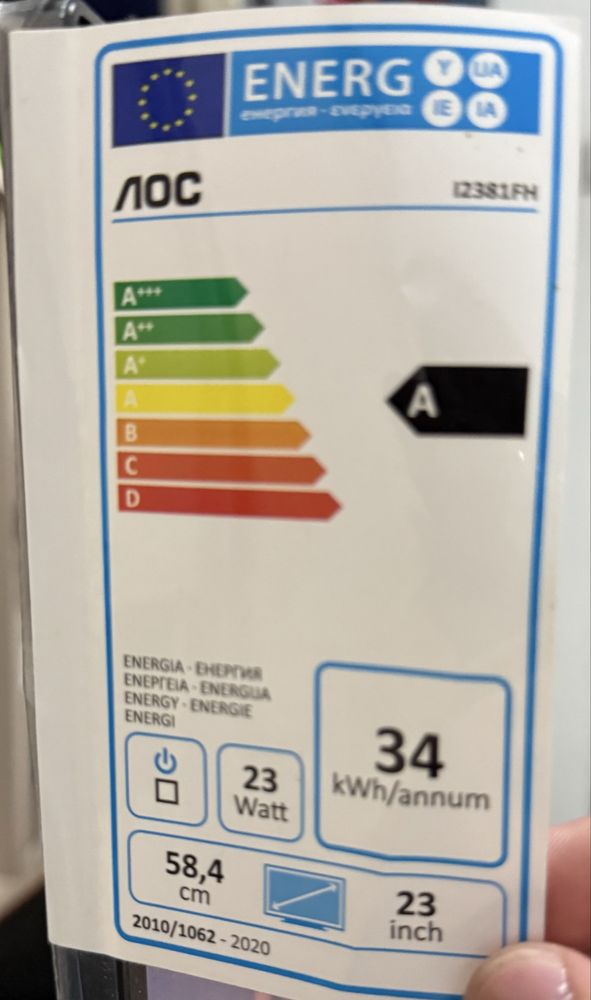 ENERG
Y UA
енергия · ενεργεια
IE IA
AOC
I2381FH
A+++
A++
A+
A
B
C
D
A
ENERGIA · ЕНЕРГИЯ
ΕΝΕΡΓΕΙΑ · ENERGIJA
ENERGY · ENERGIE
ENERGI
23
Watt
34
kWh/annum
58,4
cm
23
inch
2010/1062 - 2020